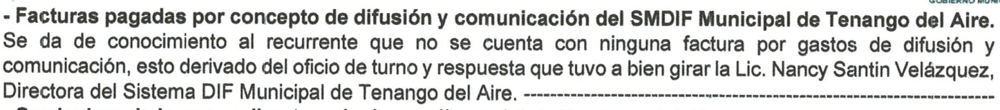 - Facturas pagadas por concepto de difusión y comunicación del SMDIF Municipal de Tenango del Aire.
Se da de conocimiento al recurrente que no se cuenta con ninguna factura por gastos de difusión y
comunicación, esto derivado del oficio de turno y respuesta que tuvo a bien girar la Lic. Nancy Santin Velázquez,
Directora del Sistema DIF Municipal de Tenango del Aire. ----------------------------------------------------------------------